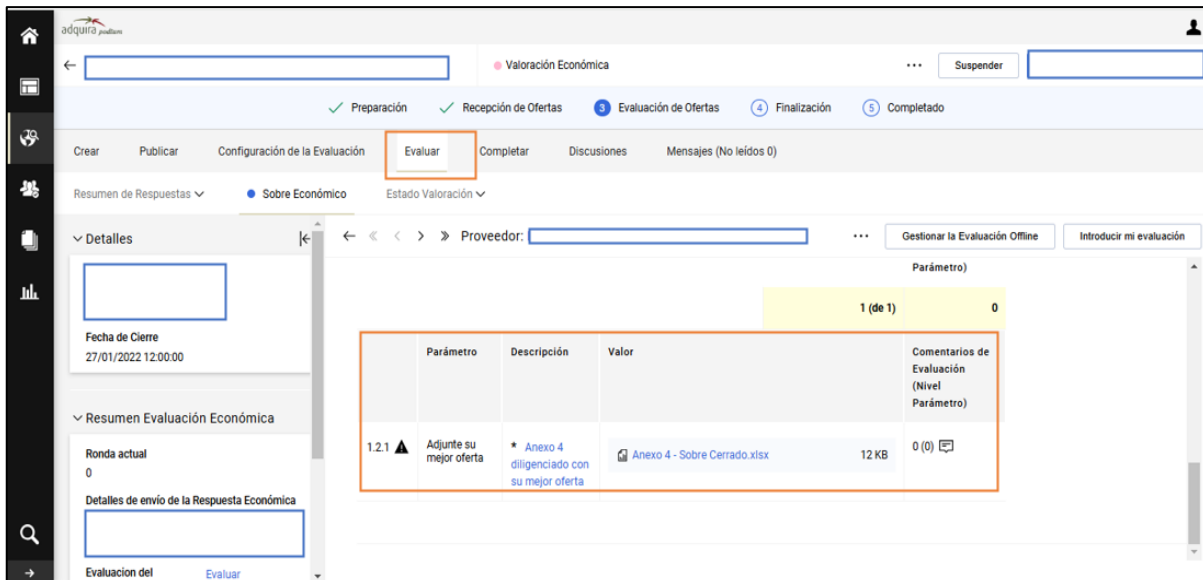 adquira podium
Valoración Económica
...
Suspender
Preparación
Recepción de Ofertas
3 Evaluación de Ofertas
4 Finalización
5 Completado
Crear
Publicar
Configuración de la Evaluación
Evaluar
Completar
Discusiones
Mensajes (No leídos 0)
Resumen de Respuestas
Sobre Económico
Estado Valoración
Detalles
Fecha de Cierre
27/01/2022 12:00:00
Resumen Evaluación Económica
Ronda actual
0
Detalles de envío de la Respuesta Económica
Evaluacion del
Evaluar
Proveedor:
...
Gestionar la Evaluación Offline
Introducir mi evaluación
Parámetro)
1 (de 1)
0
Parámetro
Descripción
Valor
Comentarios de
Evaluación
(Nivel
Parámetro)
1.2.1
Adjunte su
mejor oferta
* Anexo 4
diligenciado con
su mejor oferta
Anexo 4 - Sobre Cerrado.xlsx
12 KB
0 (0)